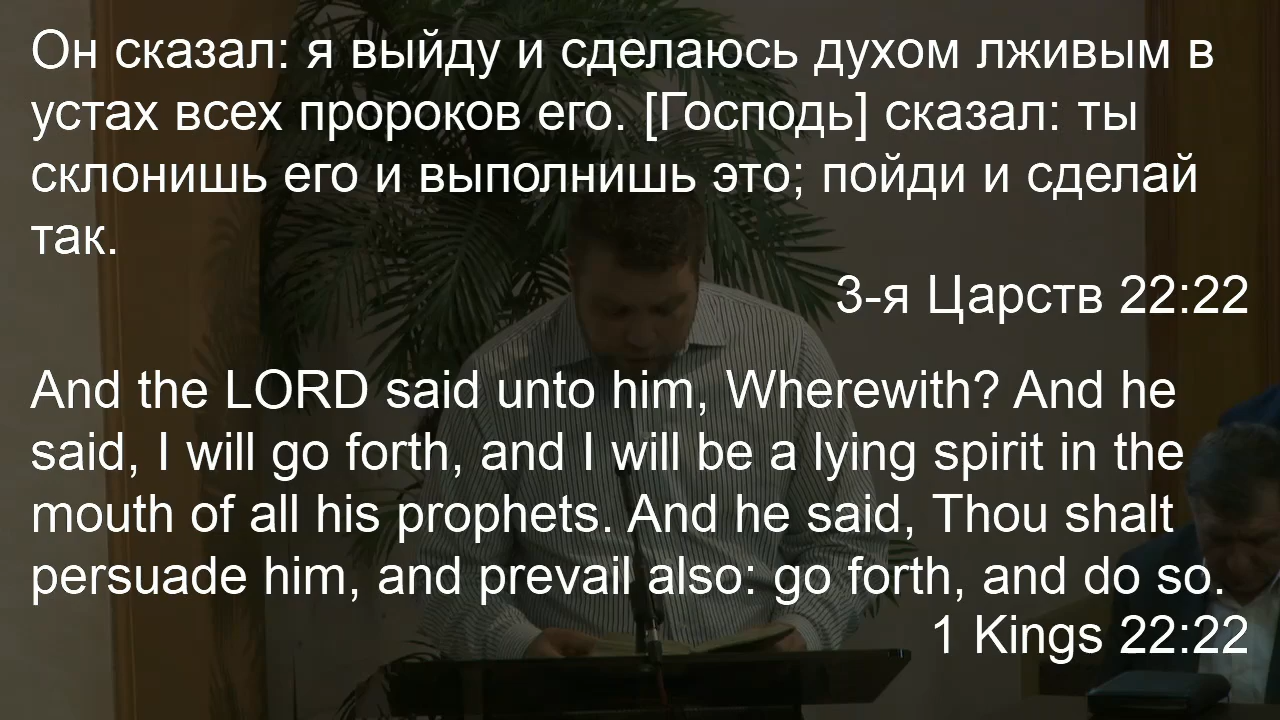 Он сказал: я выйду и сделаюсь духом лживым в
устах всех пророков его. [Господь] сказал: ты
склонишь его и выполнишь это; пойди и сделай
так.
3-я Царств 22:22
And the LORD said unto him, Wherewith? And he
said, I will go forth, and I will be a lying spirit in the
mouth of all his prophets. And he said, Thou shalt
persuade him, and prevail also: go forth, and do so.
1 Kings 22:22